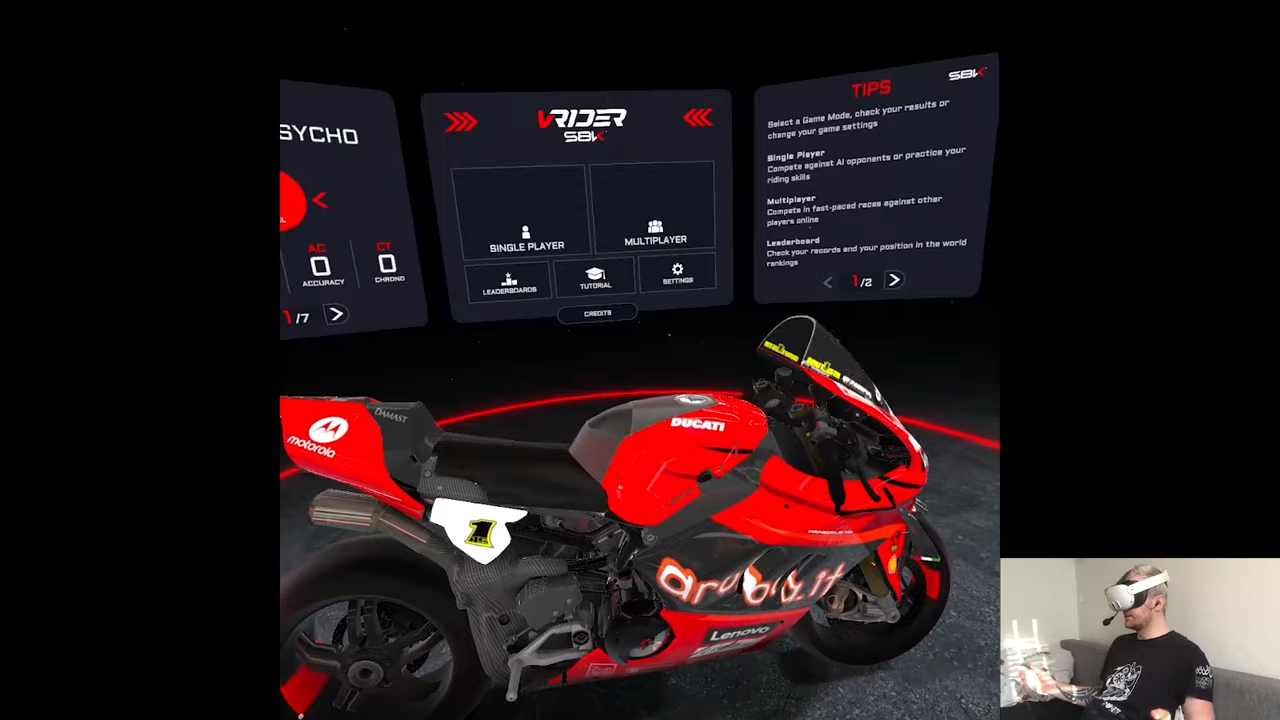 SYCHO
AC
0
ACCURACY
CT
0
CHRONO
1/7
VRIDER
SBK
SINGLE PLAYER
MULTIPLAYER
LEADERBOARDS
TUTORIAL
SETTINGS
CREDITS
SBK
TIPS
Select a Game Mode, check your results or
change your game settings
Single Player
Compete against AI opponents or practice your
riding skills
Multiplayer
Compete in fast-paced races against other
players online
Leaderboard
Check your records and your position in the world
rankings
1/2
motorola
DAMAST
DUCATI
1
aruba.it
Lenovo